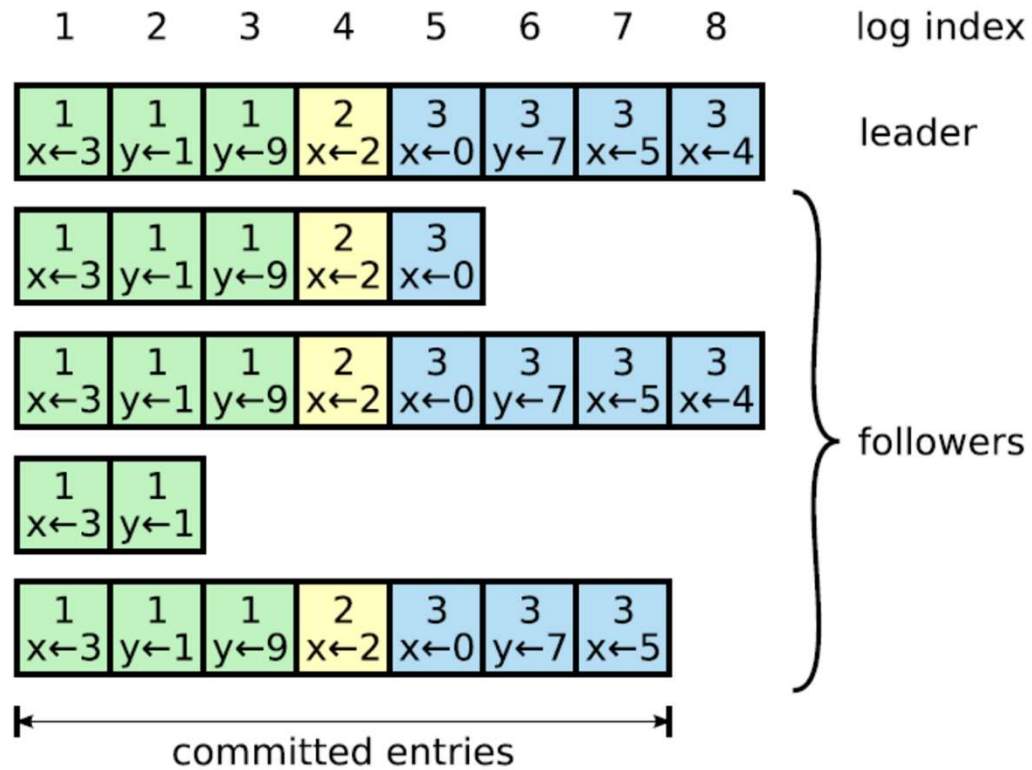 1 2 3 4 5 6 7 8 log index
1 1 1 2 3 3 3 3
x←3 y←1 y←9 x←2 x←0 y←7 x←5 x←4
leader
1 1 1 2 3
x←3 y←1 y←9 x←2 x←0
1 1 1 2 3 3 3 3
x←3 y←1 y←9 x←2 x←0 y←7 x←5 x←4
followers
1 1
x←3 y←1
1 1 1 2 3 3 3
x←3 y←1 y←9 x←2 x←0 y←7 x←5
committed entries